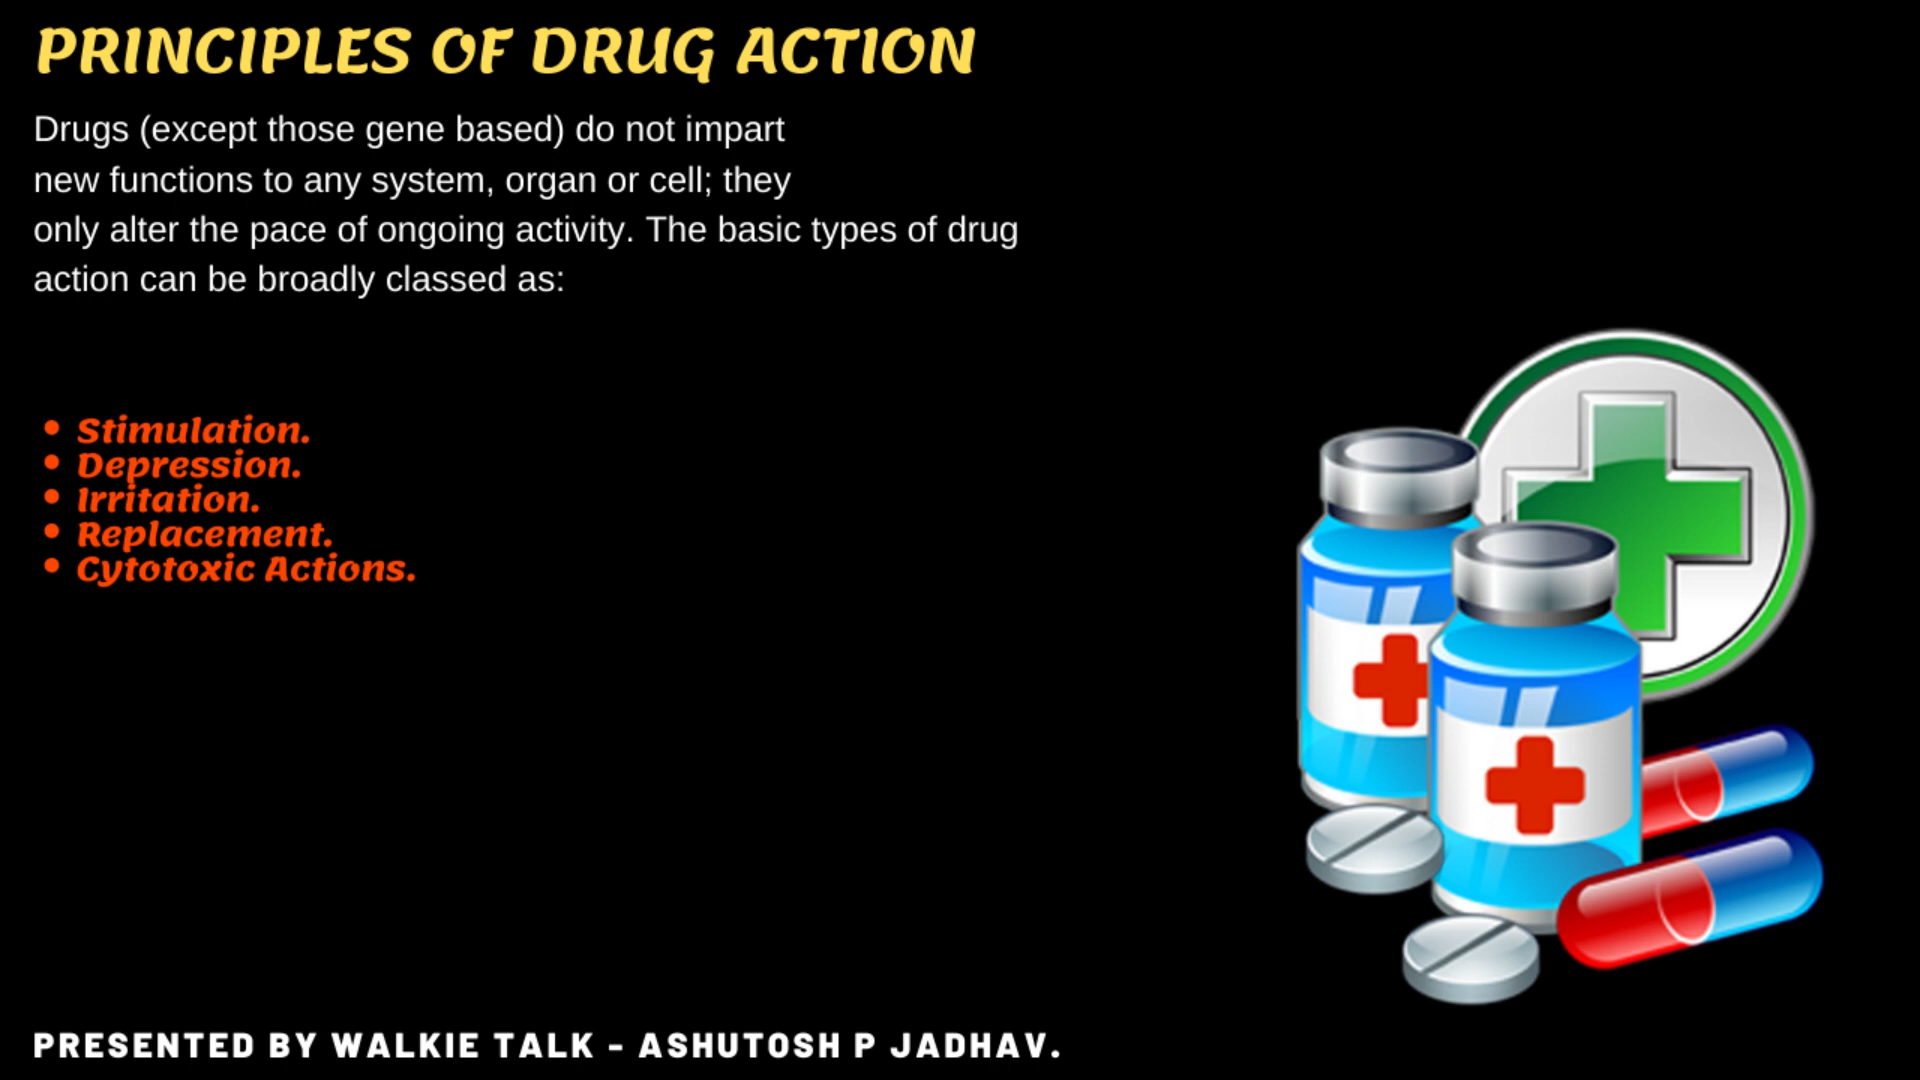 PRINCIPLES OF DRUG ACTION
Drugs (except those gene based) do not impart
new functions to any system, organ or cell; they
only alter the pace of ongoing activity. The basic types of drug
action can be broadly classed as:
• Stimulation.
• Depression.
• Irritation.
• Replacement.
• Cytotoxic Actions.
PRESENTED BY WALKIE TALK - ASHUTOSH P JADHAV.